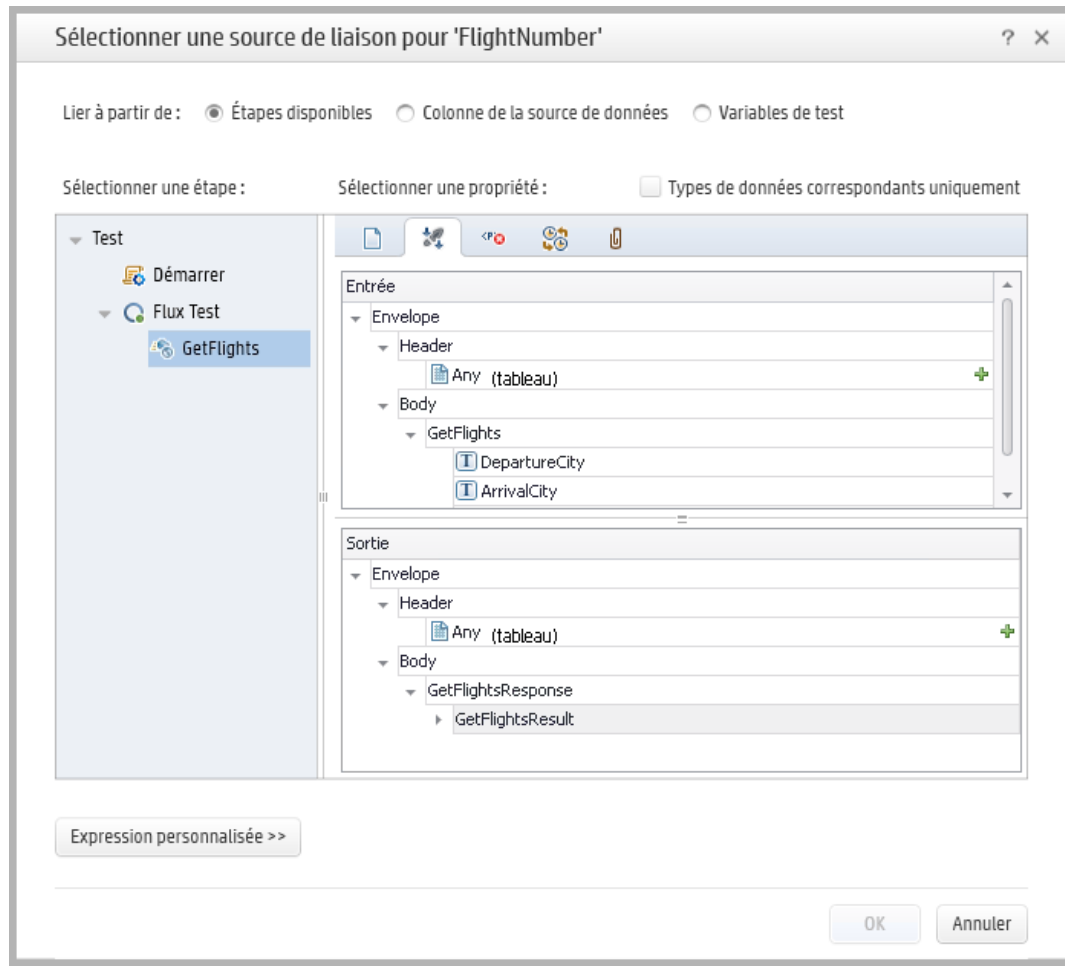 Sélectionner une source de liaison pour 'FlightNumber' ?
Lier à partir de : Étapes disponibles Colonne de la source de données Variables de test
Sélectionner une étape : Sélectionner une propriété : Types de données correspondants uniquement
Test
Démarrer
Flux Test
GetFlights
<P>
Entrée
Envelope
Header
Any (tableau)
Body
GetFlights
T DepartureCity
T ArrivalCity
Sortie
Envelope
Header
Any (tableau)
Body
GetFlightsResponse
GetFlightsResult
Expression personnalisée >>
OK Annuler